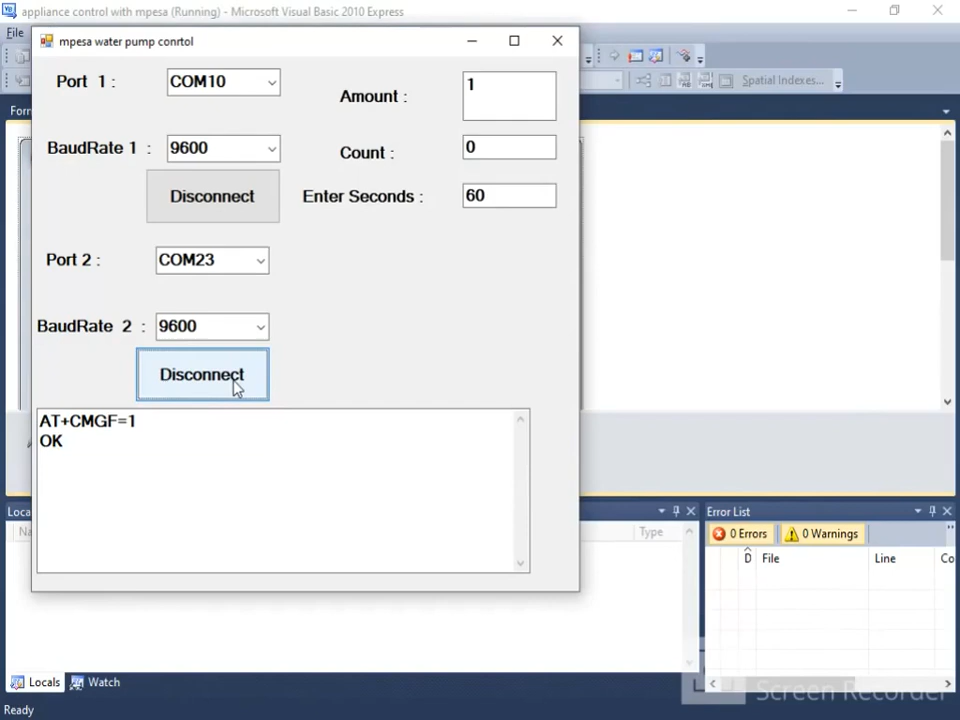 appliance control with mpesa (Running) - Microsoft Visual Basic 2010 Express
File
mpesa water pump conrtol
Port 1 :
COM10
Amount :
1
BaudRate 1 :
9600
Count :
0
Disconnect
Enter Seconds :
60
Port 2 :
COM23
BaudRate 2 :
9600
Disconnect
AT+CMGF=1
OK
Spatial Indexes...
Form
Loca
Na
Type
Error List
0 Errors
0 Warnings
D
File
Line
Co
Locals
Watch
Ready
Screen Recorder